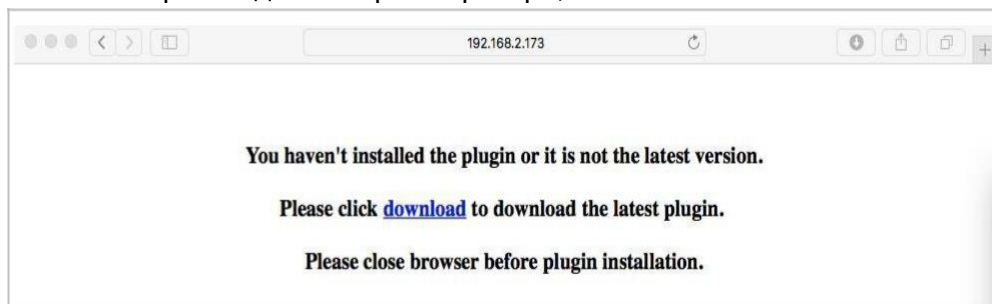 192.168.2.173
You haven't installed the plugin or it is not the latest version.
Please click download to download the latest plugin.
Please close browser before plugin installation.